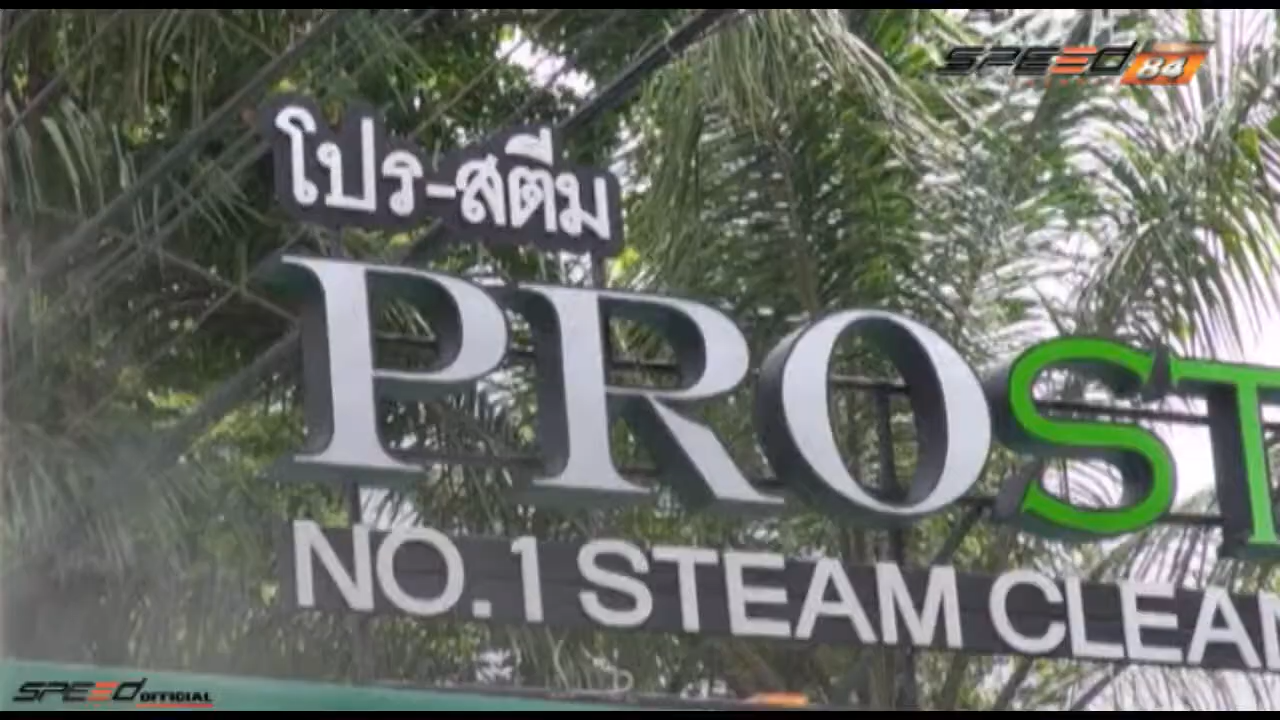 SPEED 84
โปร-สตีม
PROST
NO.1 STEAM CLEAN
SPEED OFFICIAL